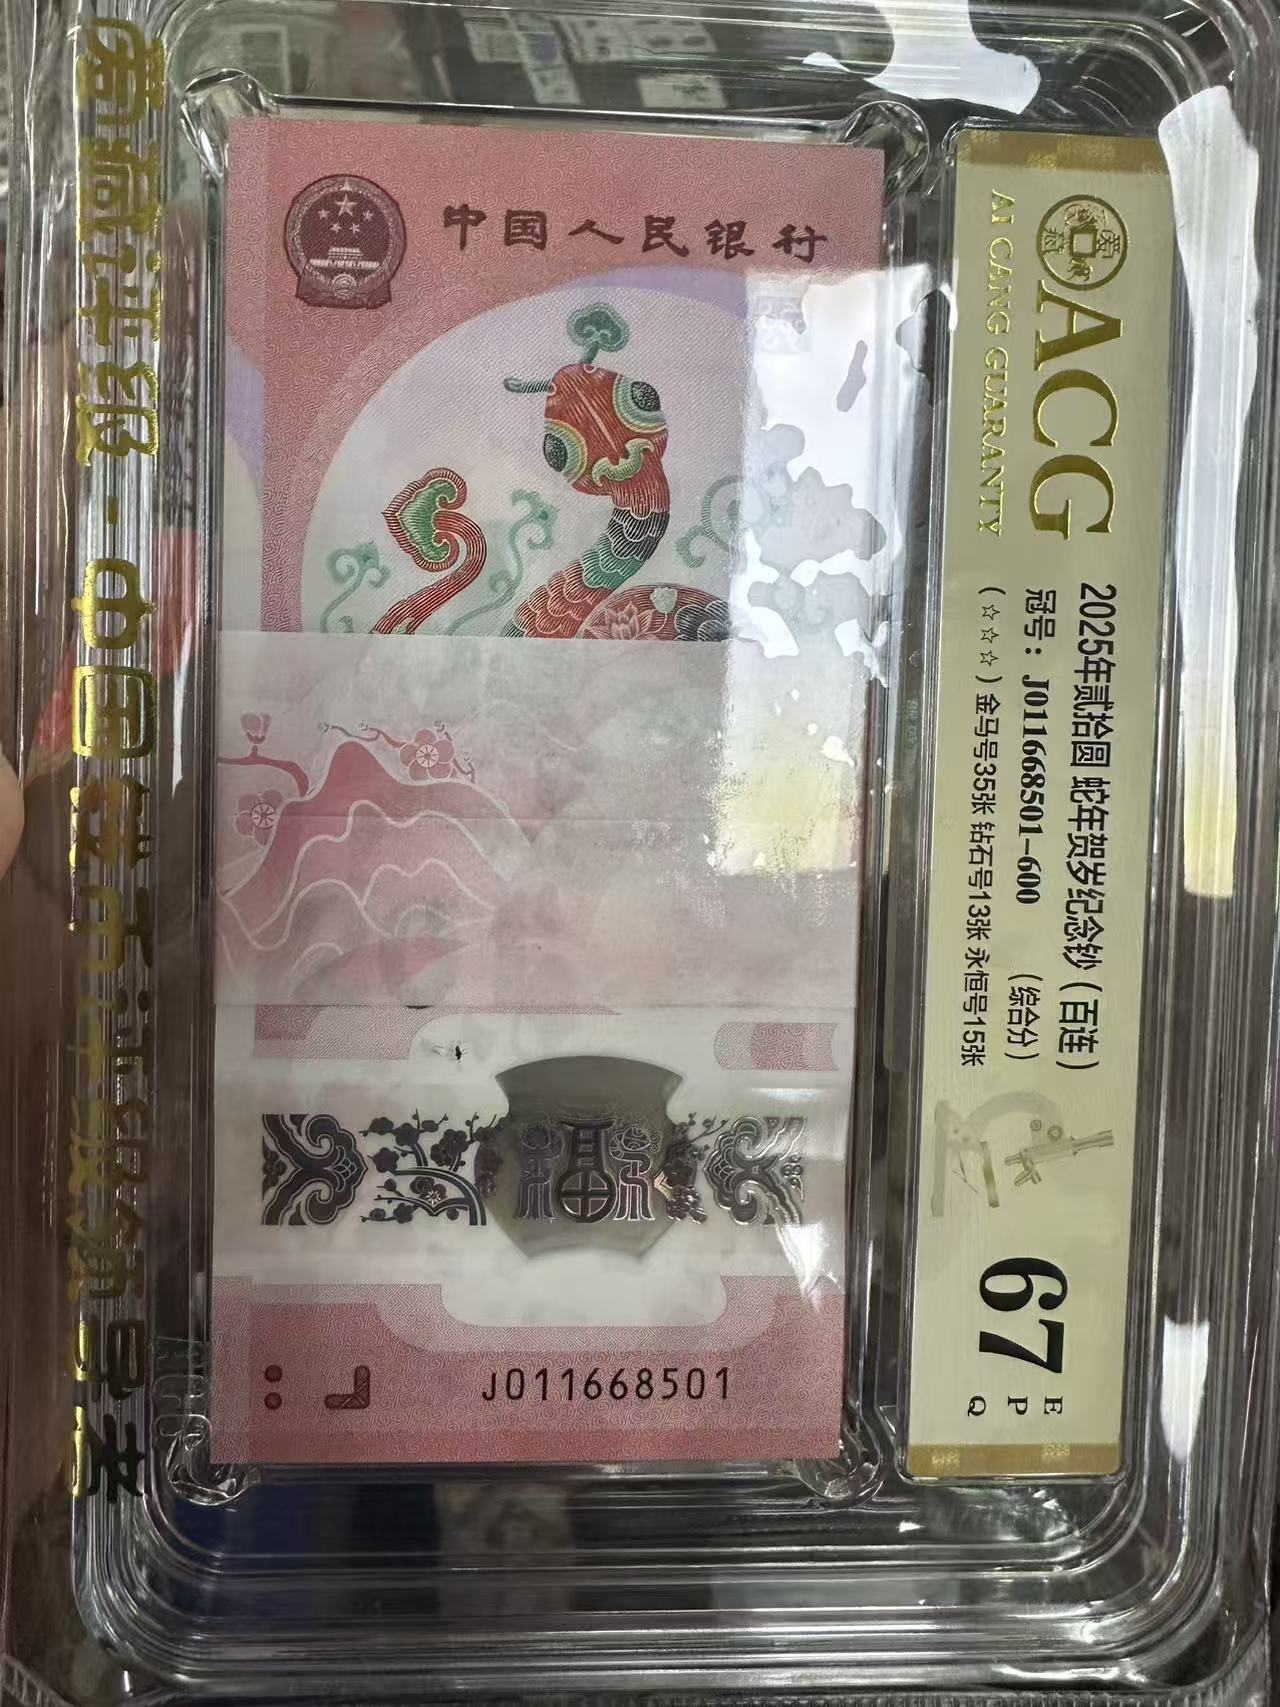 中国人民银行
J011668501
ACG
AI CANG GUARANTY
2025年贰拾圆 蛇年贺岁纪念钞（百连）
冠号：J011668501-600 （综合分）
（☆☆☆）金马号35张 钻石号13张 永恒号15张
67
E
P
Q